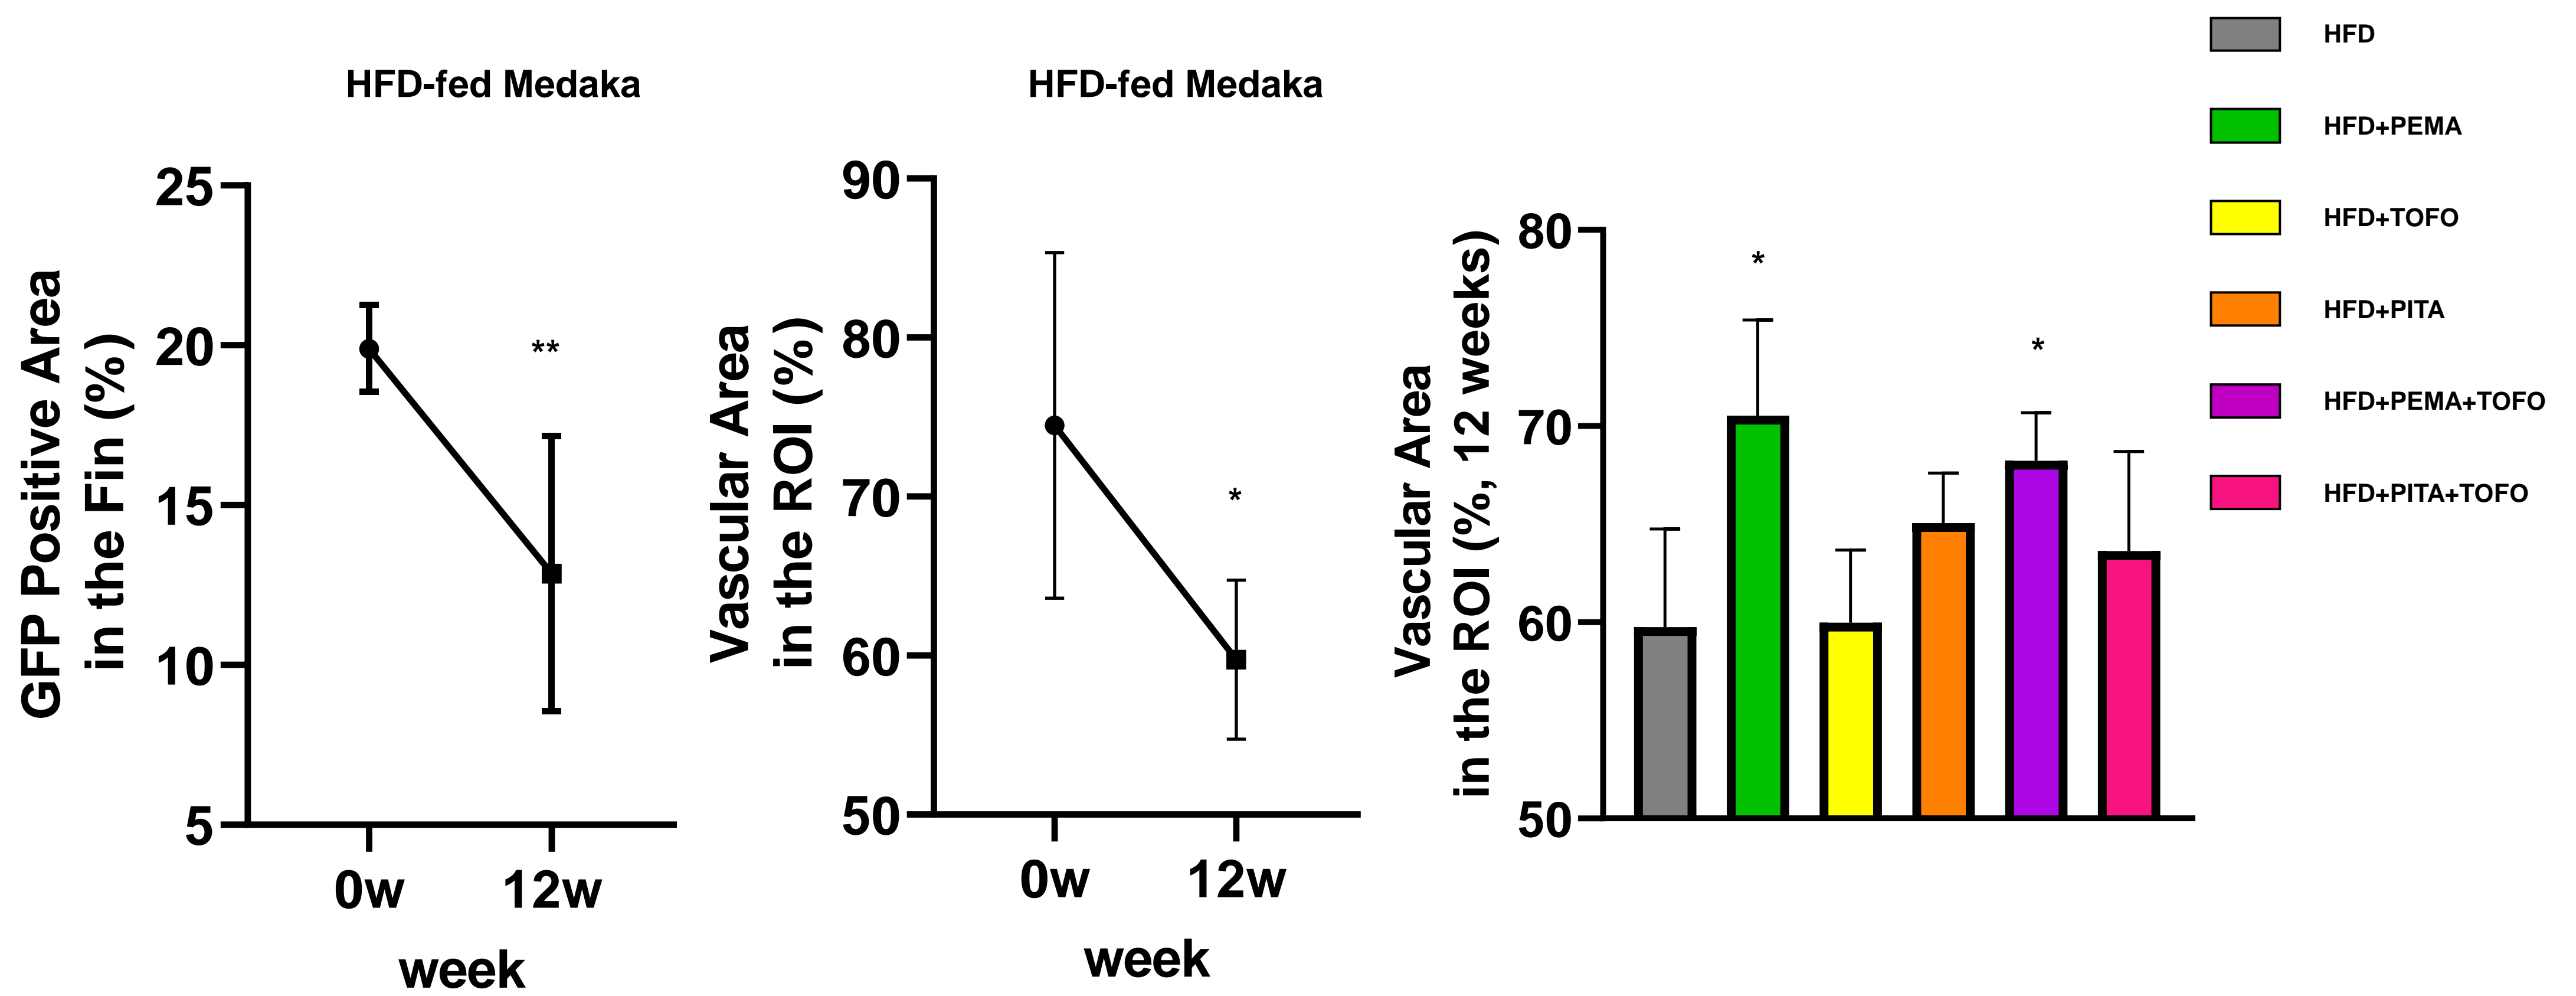 HFD-fed Medaka
GFP Positive Area
in the Fin (%)
25
20
15
10
5
**
0w 12w
week
HFD-fed Medaka
Vascular Area
in the ROI (%)
90
80
70
60
50
*
0w 12w
week
Vascular Area
in the ROI (%, 12 weeks)
80
70
60
50
*
*
HFD
HFD+PEMA
HFD+TOFO
HFD+PITA
HFD+PEMA+TOFO
HFD+PITA+TOFO